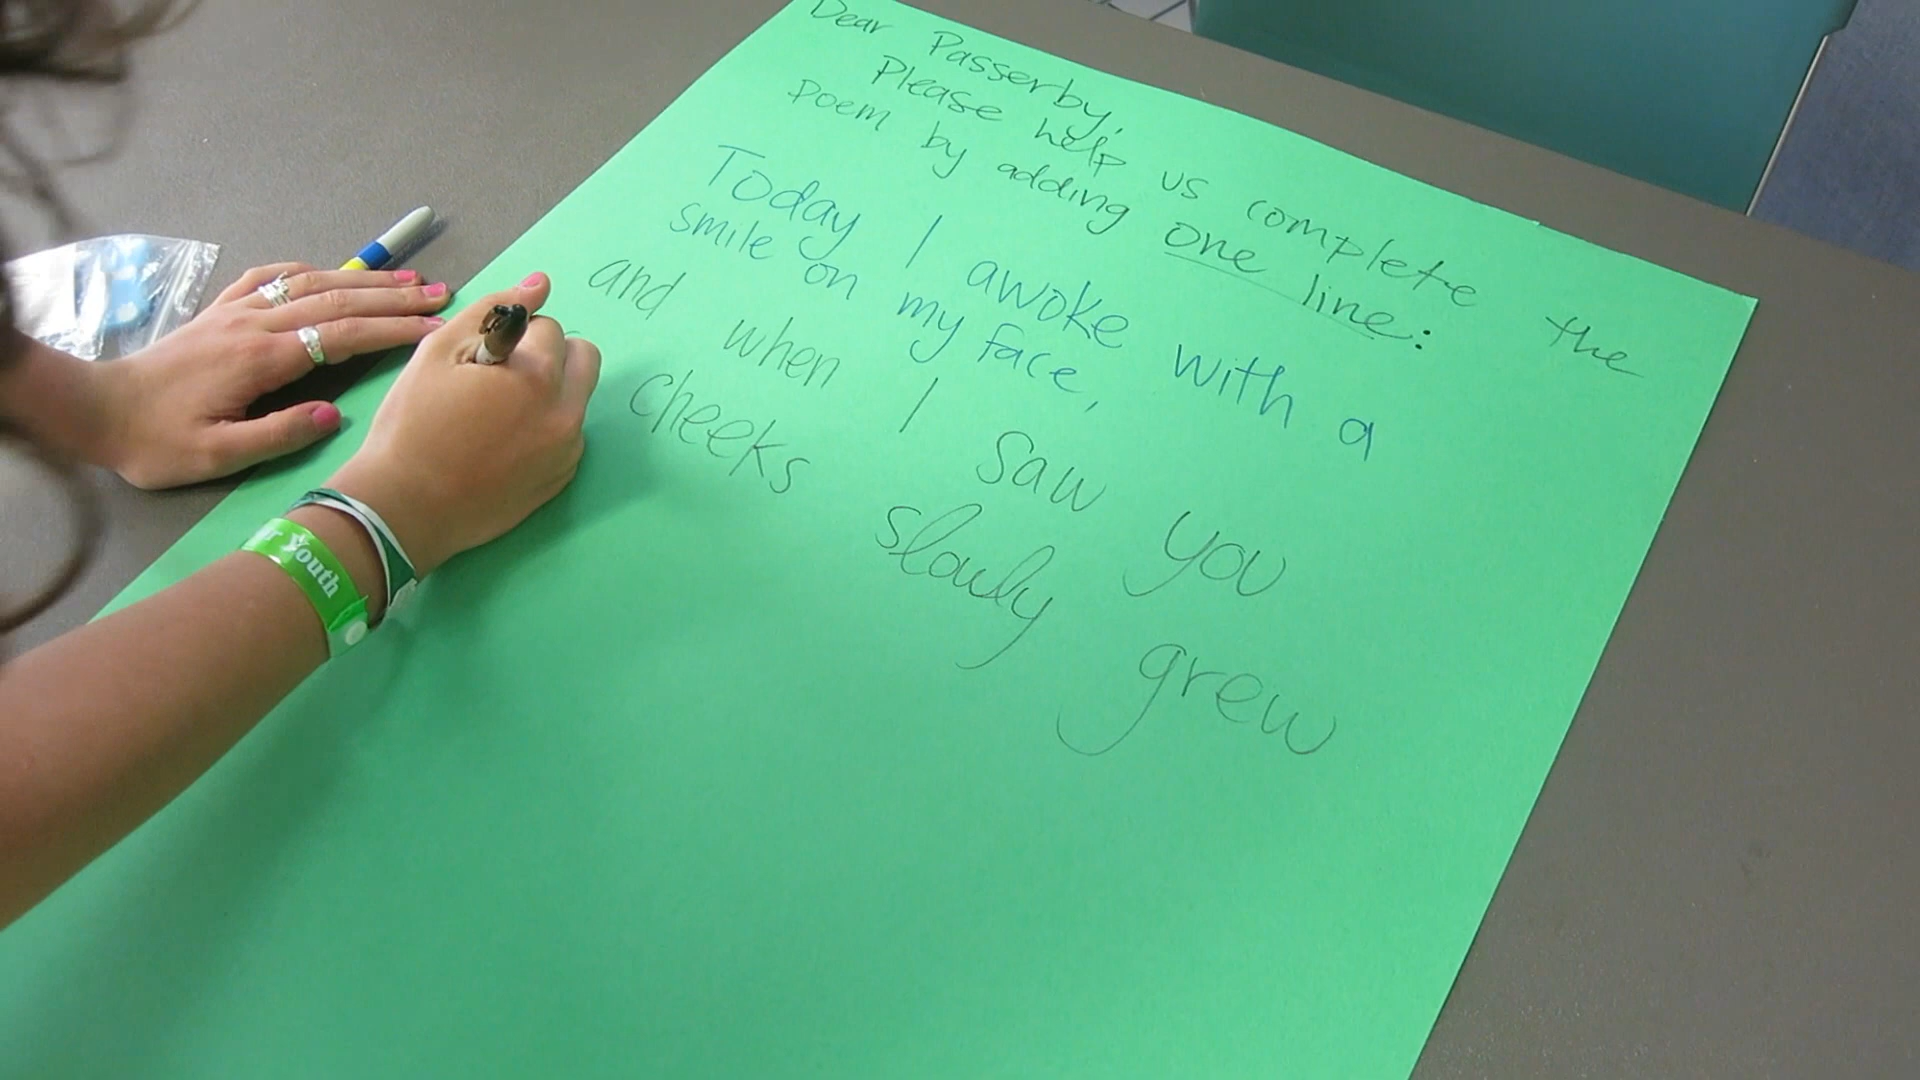 Dear Passerby,
Please help us complete the
poem by adding one line:
Today I awoke with a
smile on my face,
and when I saw you
cheeks slowly grew
Youth